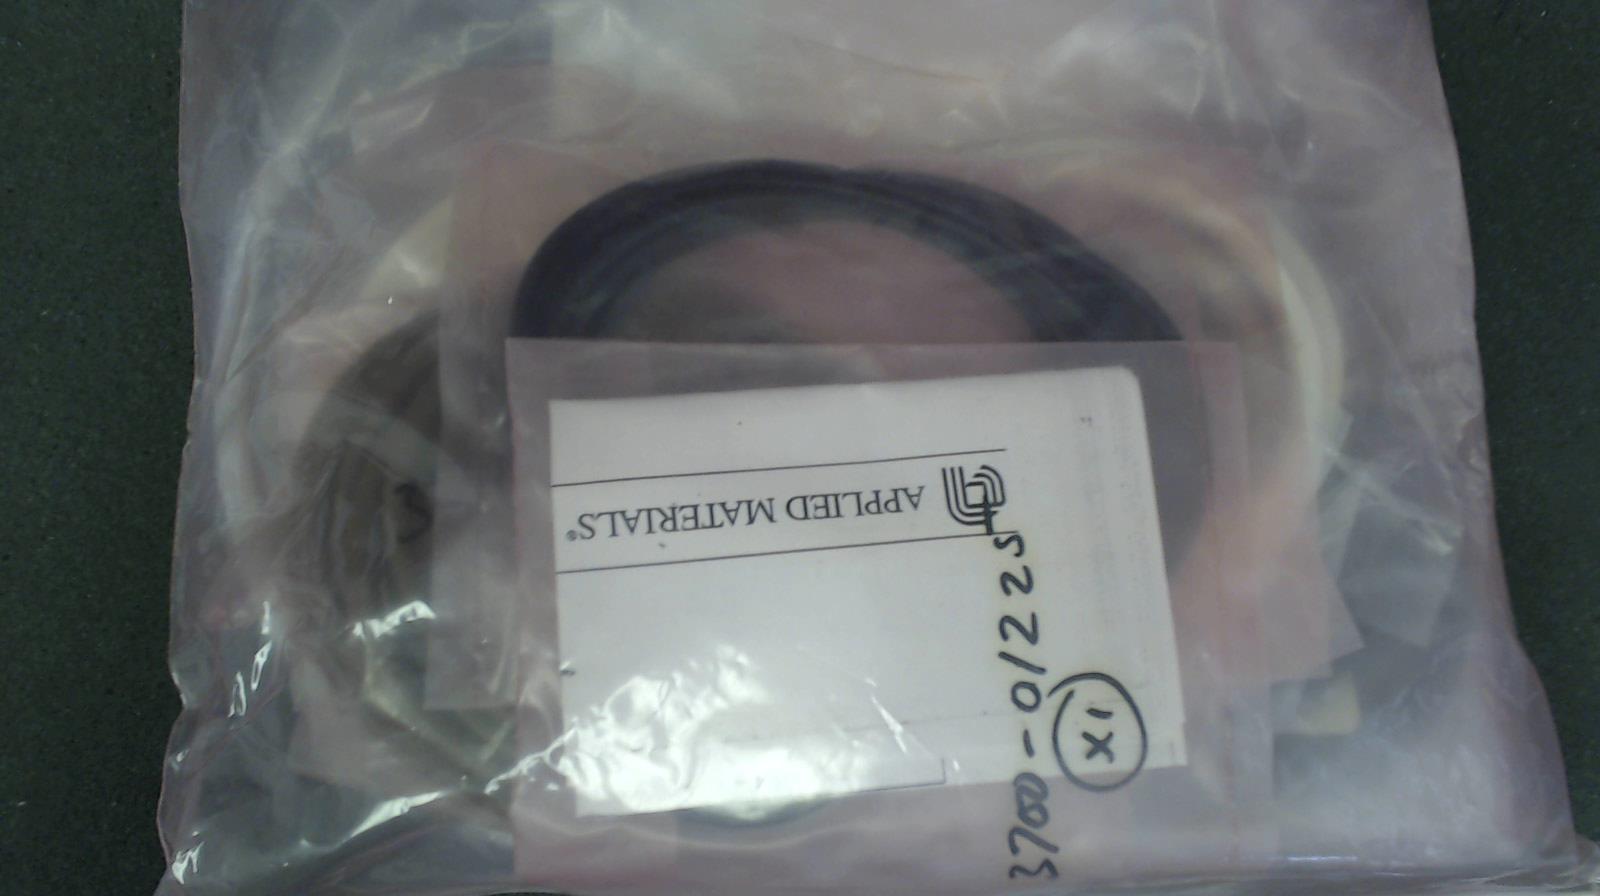 APPLIED MATERIALS®
3700-01225
X1